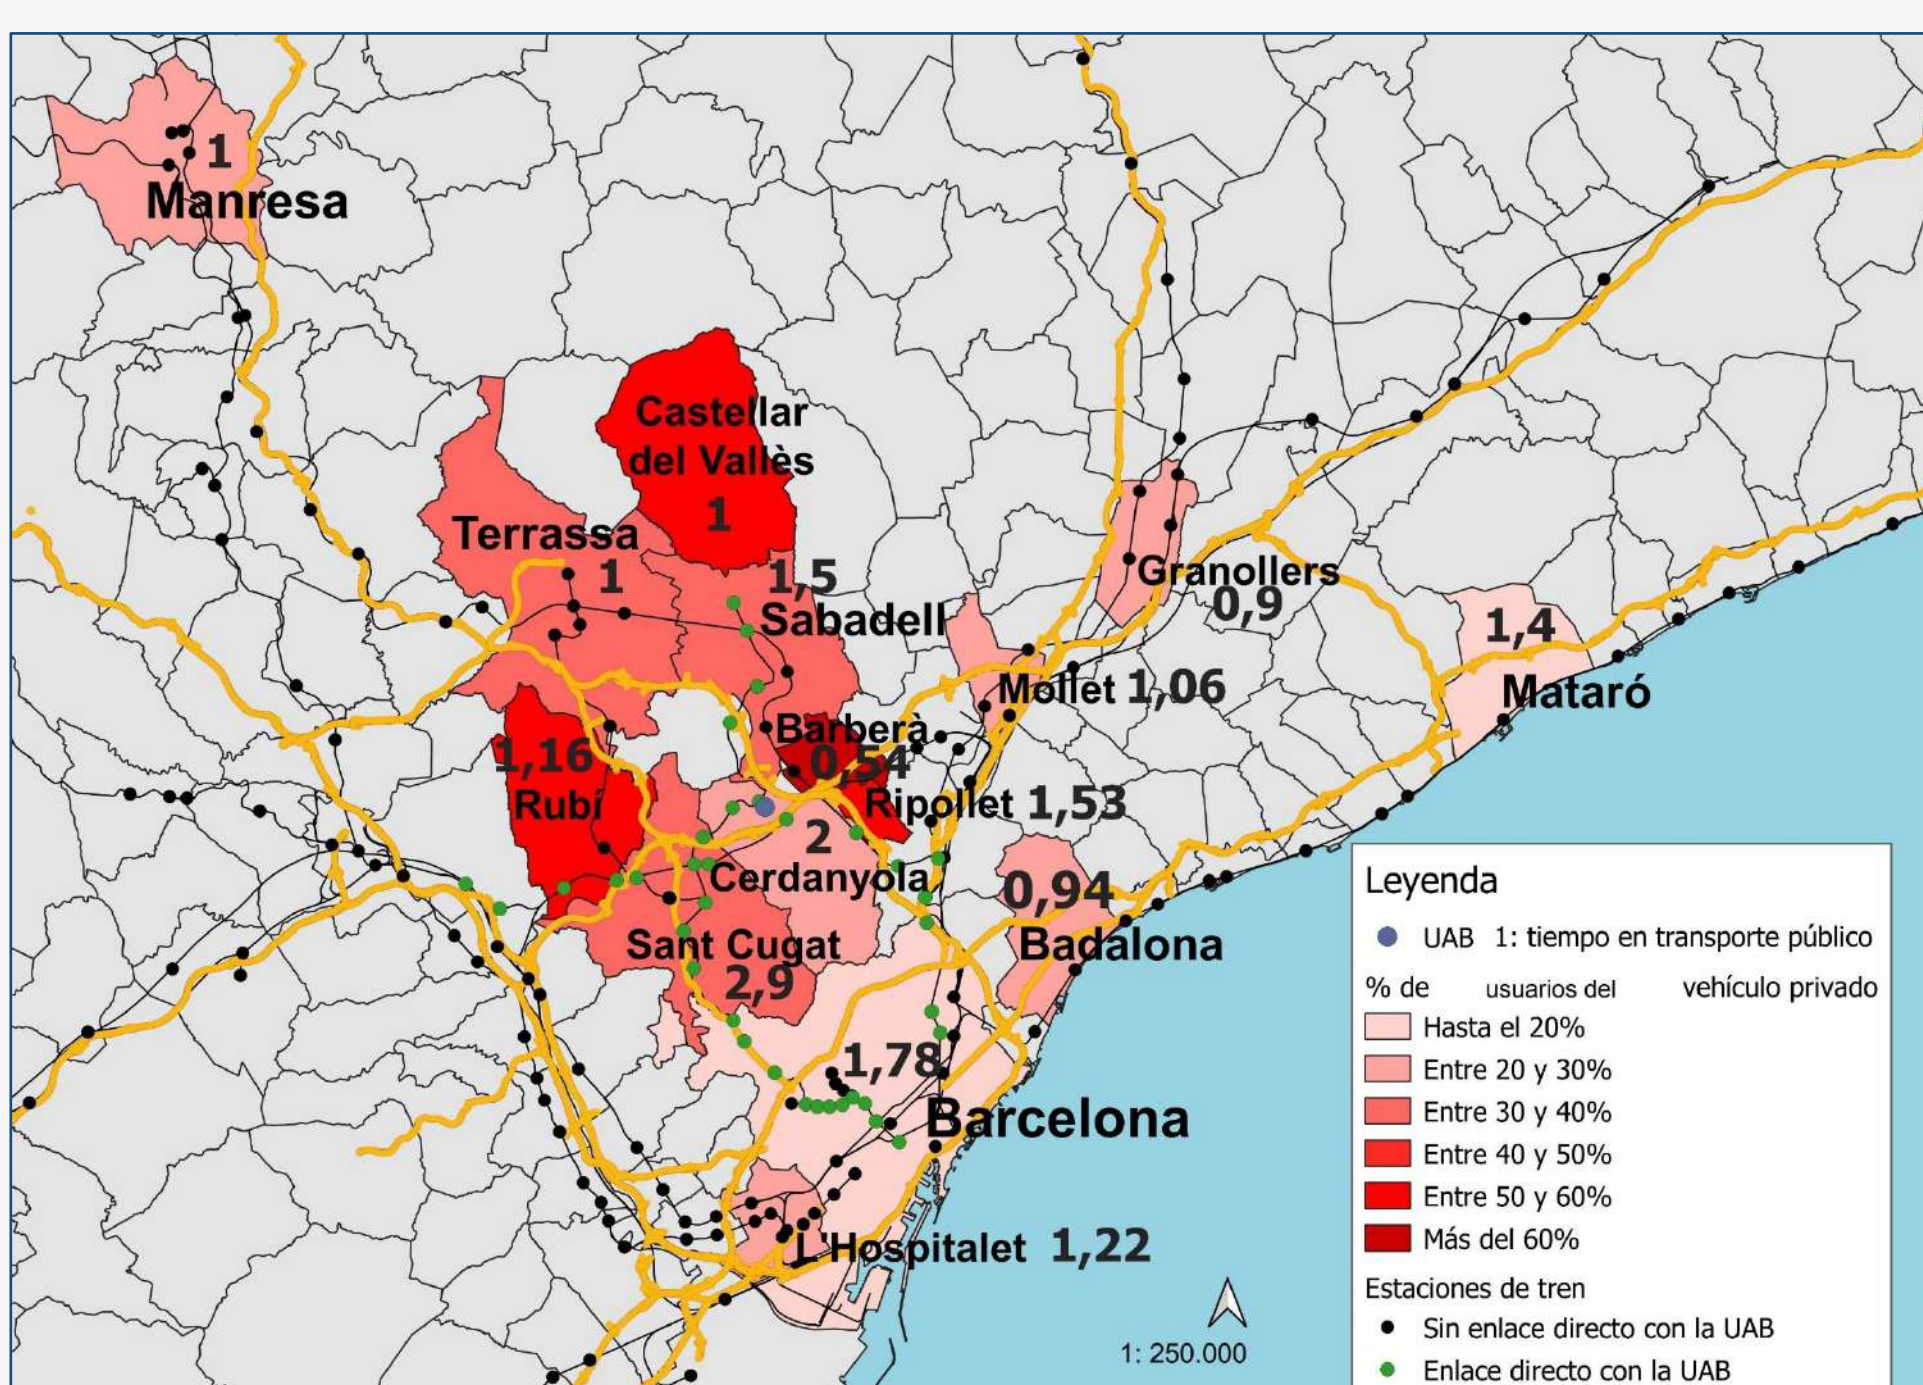 1
Manresa
Castellar
del Vallès
1
Terrassa
1
1,5
Sabadell
Granollers
0,9
1,4
Mataró
Mollet 1,06
Barberà
0,54
1,16
Rubí
Ripollet 1,53
2
Cerdanyola
0,94
Badalona
Sant Cugat
2,9
1,78
Barcelona
L'Hospitalet 1,22
1: 250.000
Leyenda
UAB 1: tiempo en transporte público
% de usuarios del vehículo privado
Hasta el 20%
Entre 20 y 30%
Entre 30 y 40%
Entre 40 y 50%
Entre 50 y 60%
Más del 60%
Estaciones de tren
Sin enlace directo con la UAB
Enlace directo con la UAB